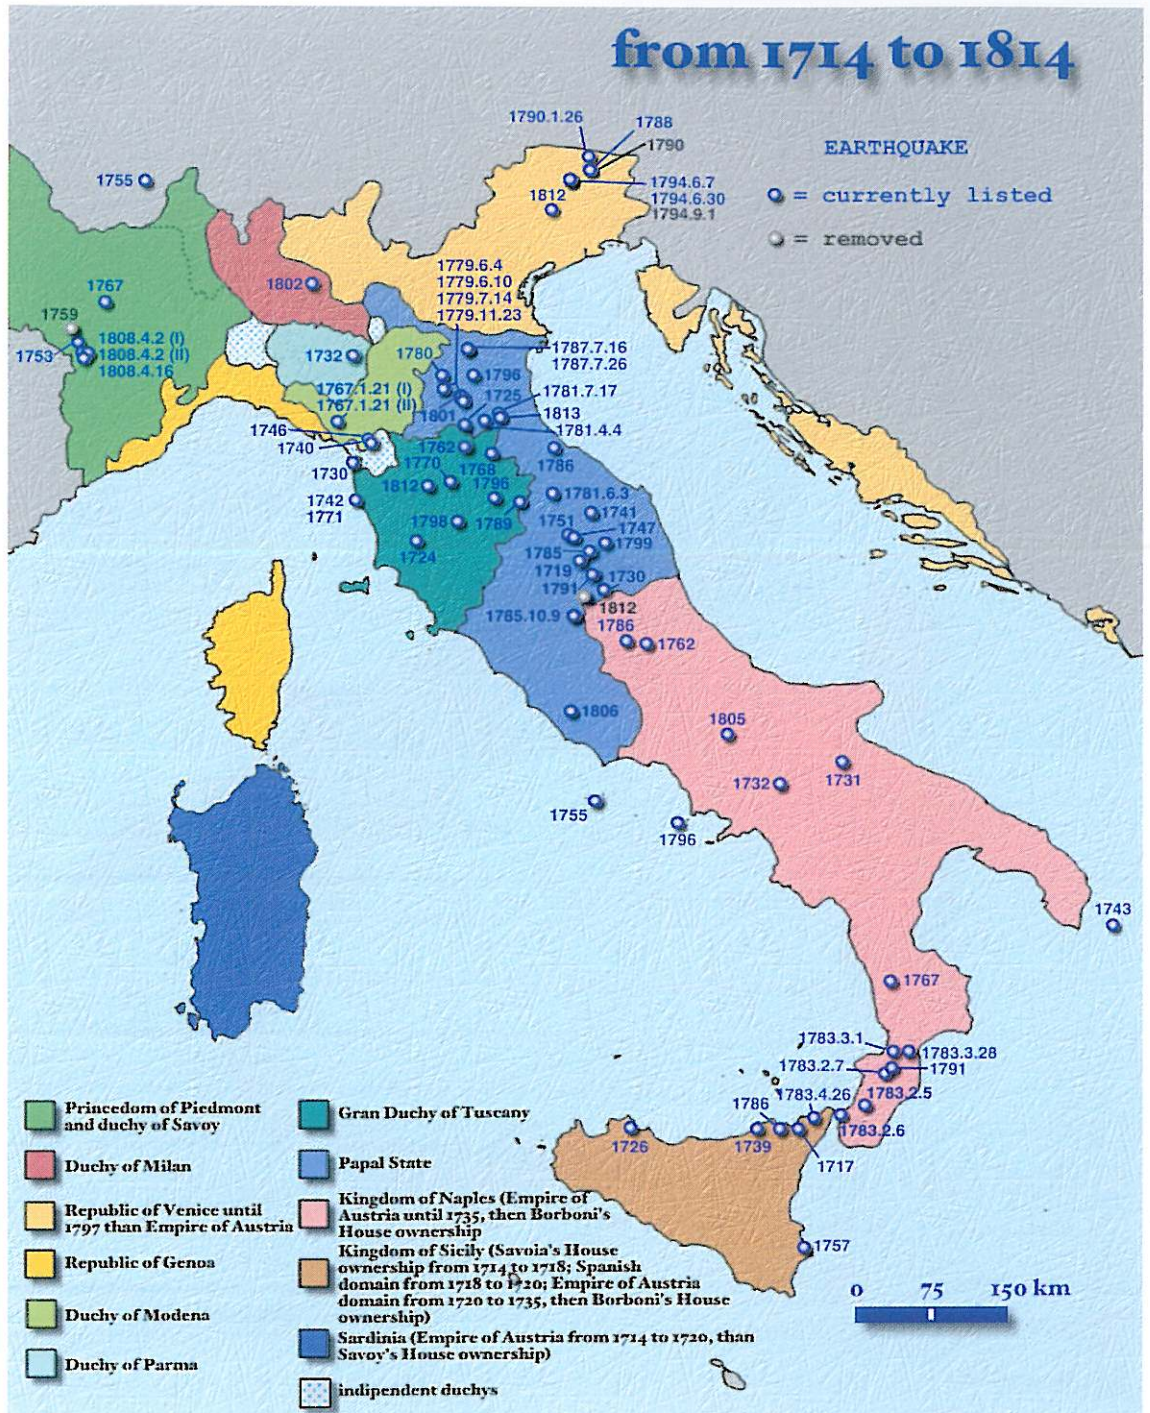 from 1714 to 1814
1790.1.26
1788
1790
EARTHQUAKE
1755
1794.6.7
1794.6.30
1794.9.1
= currently listed
1812
= removed
1779.6.4
1779.6.10
1779.7.14
1779.11.23
1802
1767
1759
1753
1808.4.2 (I)
1808.4.2 (II)
1808.4.16
1732
1780
1787.7.16
1787.7.26
1796
1767.1.21 (I)
1767.1.21 (II)
1801
1725
1781.7.17
1813
1781.4.4
1746
1740
1762
1786
1730
1770
1768
1812
1796
1781.6.3
1742
1771
1798
1789
1741
1751
1747
1799
1724
1785
1719
1791
1730
1785.10.9
1812
1786
1762
1806
1805
1732
1731
1755
1796
1743
1767
1783.3.1
1783.3.28
1783.2.7
1791
1783.4.26
1783.2.5
1786
1783.2.6
1726
1739
1717
1757
Princedom of Piedmont
and duchy of Savoy
Duchy of Milan
Republic of Venice until
1797 than Empire of Austria
Republic of Genoa
Duchy of Modena
Duchy of Parma
Gran Duchy of Tuscany
Papal State
Kingdom of Naples (Empire of
Austria until 1735, then Borboni's
House ownership
Kingdom of Sicily (Savoia's House
ownership from 1714 to 1718; Spanish
domain from 1718 to 1720; Empire of Austria
domain from 1720 to 1735, then Borboni's House
ownership)
Sardinia (Empire of Austria from 1714 to 1720, than
Savoy's House ownership)
indipendent duchys
0 75 150 km